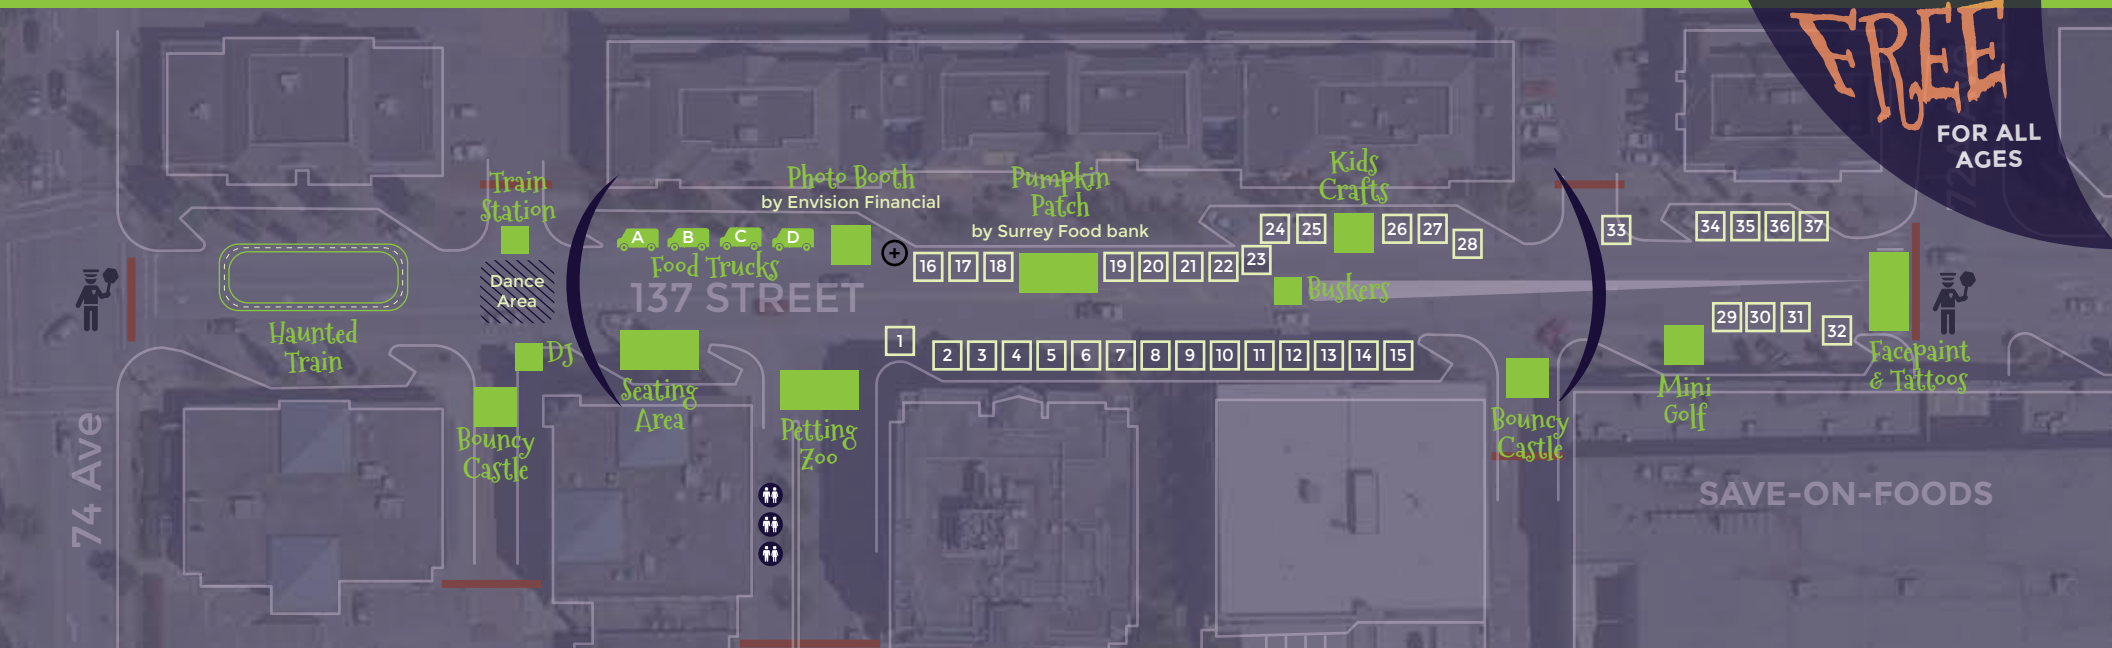 FREE
FOR ALL
AGES
Train
Station
Dance
Area
Haunted
Train
DJ
Bouncy
Castle
74 Ave
A B C D
Food Trucks
137 STREET
Seating
Area
Photo Booth
by Envision Financial
Petting
Zoo
Pumpkin
Patch
by Surrey Food bank
16 17 18
19 20 21 22 23
1 2 3 4 5 6 7 8 9 10 11 12 13 14 15
Kids
Crafts
24 25 26 27 28
Buskers
Bouncy
Castle
33 34 35 36 37
29 30 31 32
Mini
Golf
Facepaint
& Tattoos
SAVE-ON-FOODS